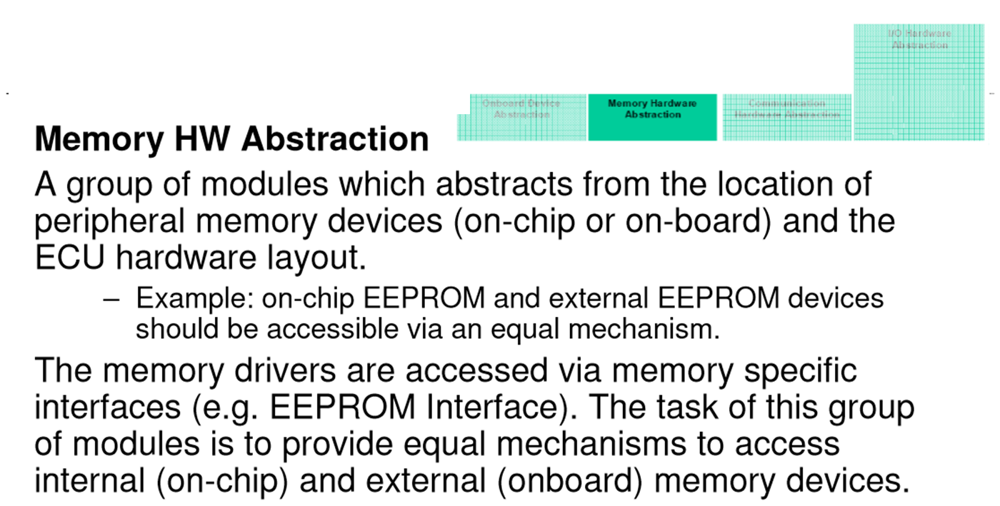 I/O Hardware
Abstraction
Onboard Device
Abstraction
Memory Hardware
Abstraction
Communication
Hardware Abstraction
Memory HW Abstraction
A group of modules which abstracts from the location of
peripheral memory devices (on-chip or on-board) and the
ECU hardware layout.
– Example: on-chip EEPROM and external EEPROM devices
should be accessible via an equal mechanism.
The memory drivers are accessed via memory specific
interfaces (e.g. EEPROM Interface). The task of this group
of modules is to provide equal mechanisms to access
internal (on-chip) and external (onboard) memory devices.